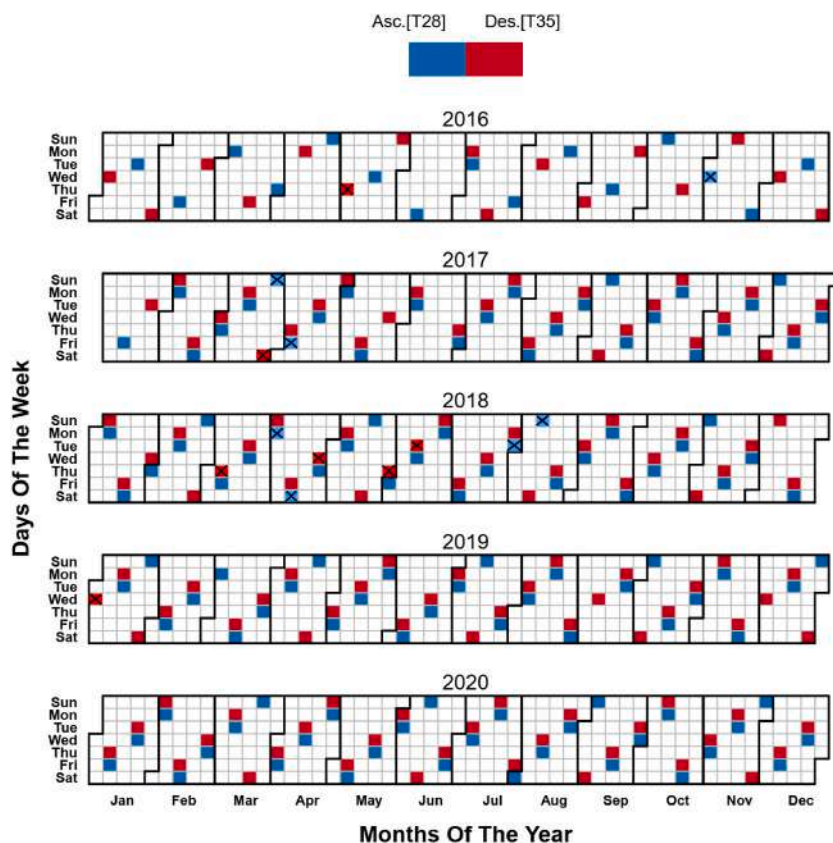 Asc.[T28] Des.[T35]
2016
Sun
Mon
Tue
Wed
Thu
Fri
Sat
2017
Sun
Mon
Tue
Wed
Thu
Fri
Sat
2018
Sun
Mon
Tue
Wed
Thu
Fri
Sat
2019
Sun
Mon
Tue
Wed
Thu
Fri
Sat
2020
Sun
Mon
Tue
Wed
Thu
Fri
Sat
Jan Feb Mar Apr May Jun Jul Aug Sep Oct Nov Dec
Days Of The Week
Months Of The Year